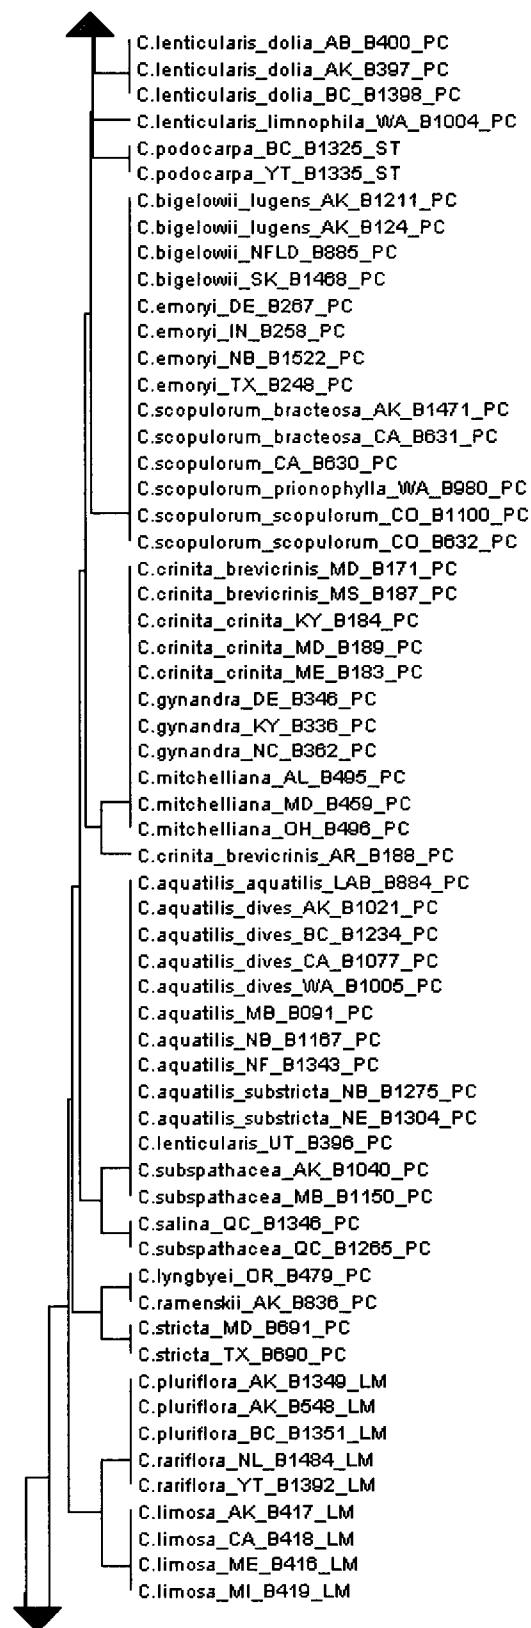 C.lenticularis_dolia_AB_B400_PC
C.lenticularis_dolia_AK_B397_PC
C.lenticularis_dolia_BC_B1398_PC
C.lenticularis_limnophila_WA_B1004_PC
C.podocarpa_BC_B1325_ST
C.podocarpa_YT_B1335_ST
C.bigelowii_lugens_AK_B1211_PC
C.bigelowii_lugens_AK_B124_PC
C.bigelowii_NFLD_B885_PC
C.bigelowii_SK_B1468_PC
C.emoryi_DE_B267_PC
C.emoryi_IN_B258_PC
C.emoryi_NB_B1522_PC
C.emoryi_TX_B248_PC
C.scopulorum_bracteosa_AK_B1471_PC
C.scopulorum_bracteosa_CA_B631_PC
C.scopulorum_CA_B630_PC
C.scopulorum_prionophylla_WA_B980_PC
C.scopulorum_scopulorum_CO_B1100_PC
C.scopulorum_scopulorum_CO_B632_PC
C.crinita_brevicrinis_MD_B171_PC
C.crinita_brevicrinis_MS_B187_PC
C.crinita_crinita_KY_B184_PC
C.crinita_crinita_MD_B189_PC
C.crinita_crinita_ME_B183_PC
C.gynandra_DE_B346_PC
C.gynandra_KY_B336_PC
C.gynandra_NC_B362_PC
C.mitchelliana_AL_B495_PC
C.mitchelliana_MD_B459_PC
C.mitchelliana_OH_B496_PC
C.crinita_brevicrinis_AR_B188_PC
C.aquatilis_aquatilis_LAB_B884_PC
C.aquatilis_dives_AK_B1021_PC
C.aquatilis_dives_BC_B1234_PC
C.aquatilis_dives_CA_B1077_PC
C.aquatilis_dives_WA_B1005_PC
C.aquatilis_MB_B091_PC
C.aquatilis_NB_B1167_PC
C.aquatilis_NF_B1343_PC
C.aquatilis_substricta_NB_B1275_PC
C.aquatilis_substricta_NE_B1304_PC
C.lenticularis_UT_B396_PC
C.subspathacea_AK_B1040_PC
C.subspathacea_MB_B1150_PC
C.salina_QC_B1346_PC
C.subspathacea_QC_B1265_PC
C.lyngbyei_OR_B479_PC
C.ramenskii_AK_B836_PC
C.stricta_MD_B691_PC
C.stricta_TX_B690_PC
C.pluriflora_AK_B1349_LM
C.pluriflora_AK_B548_LM
C.pluriflora_BC_B1351_LM
C.rariflora_NL_B1484_LM
C.rariflora_YT_B1392_LM
C.limosa_AK_B417_LM
C.limosa_CA_B418_LM
C.limosa_ME_B416_LM
C.limosa_MI_B419_LM